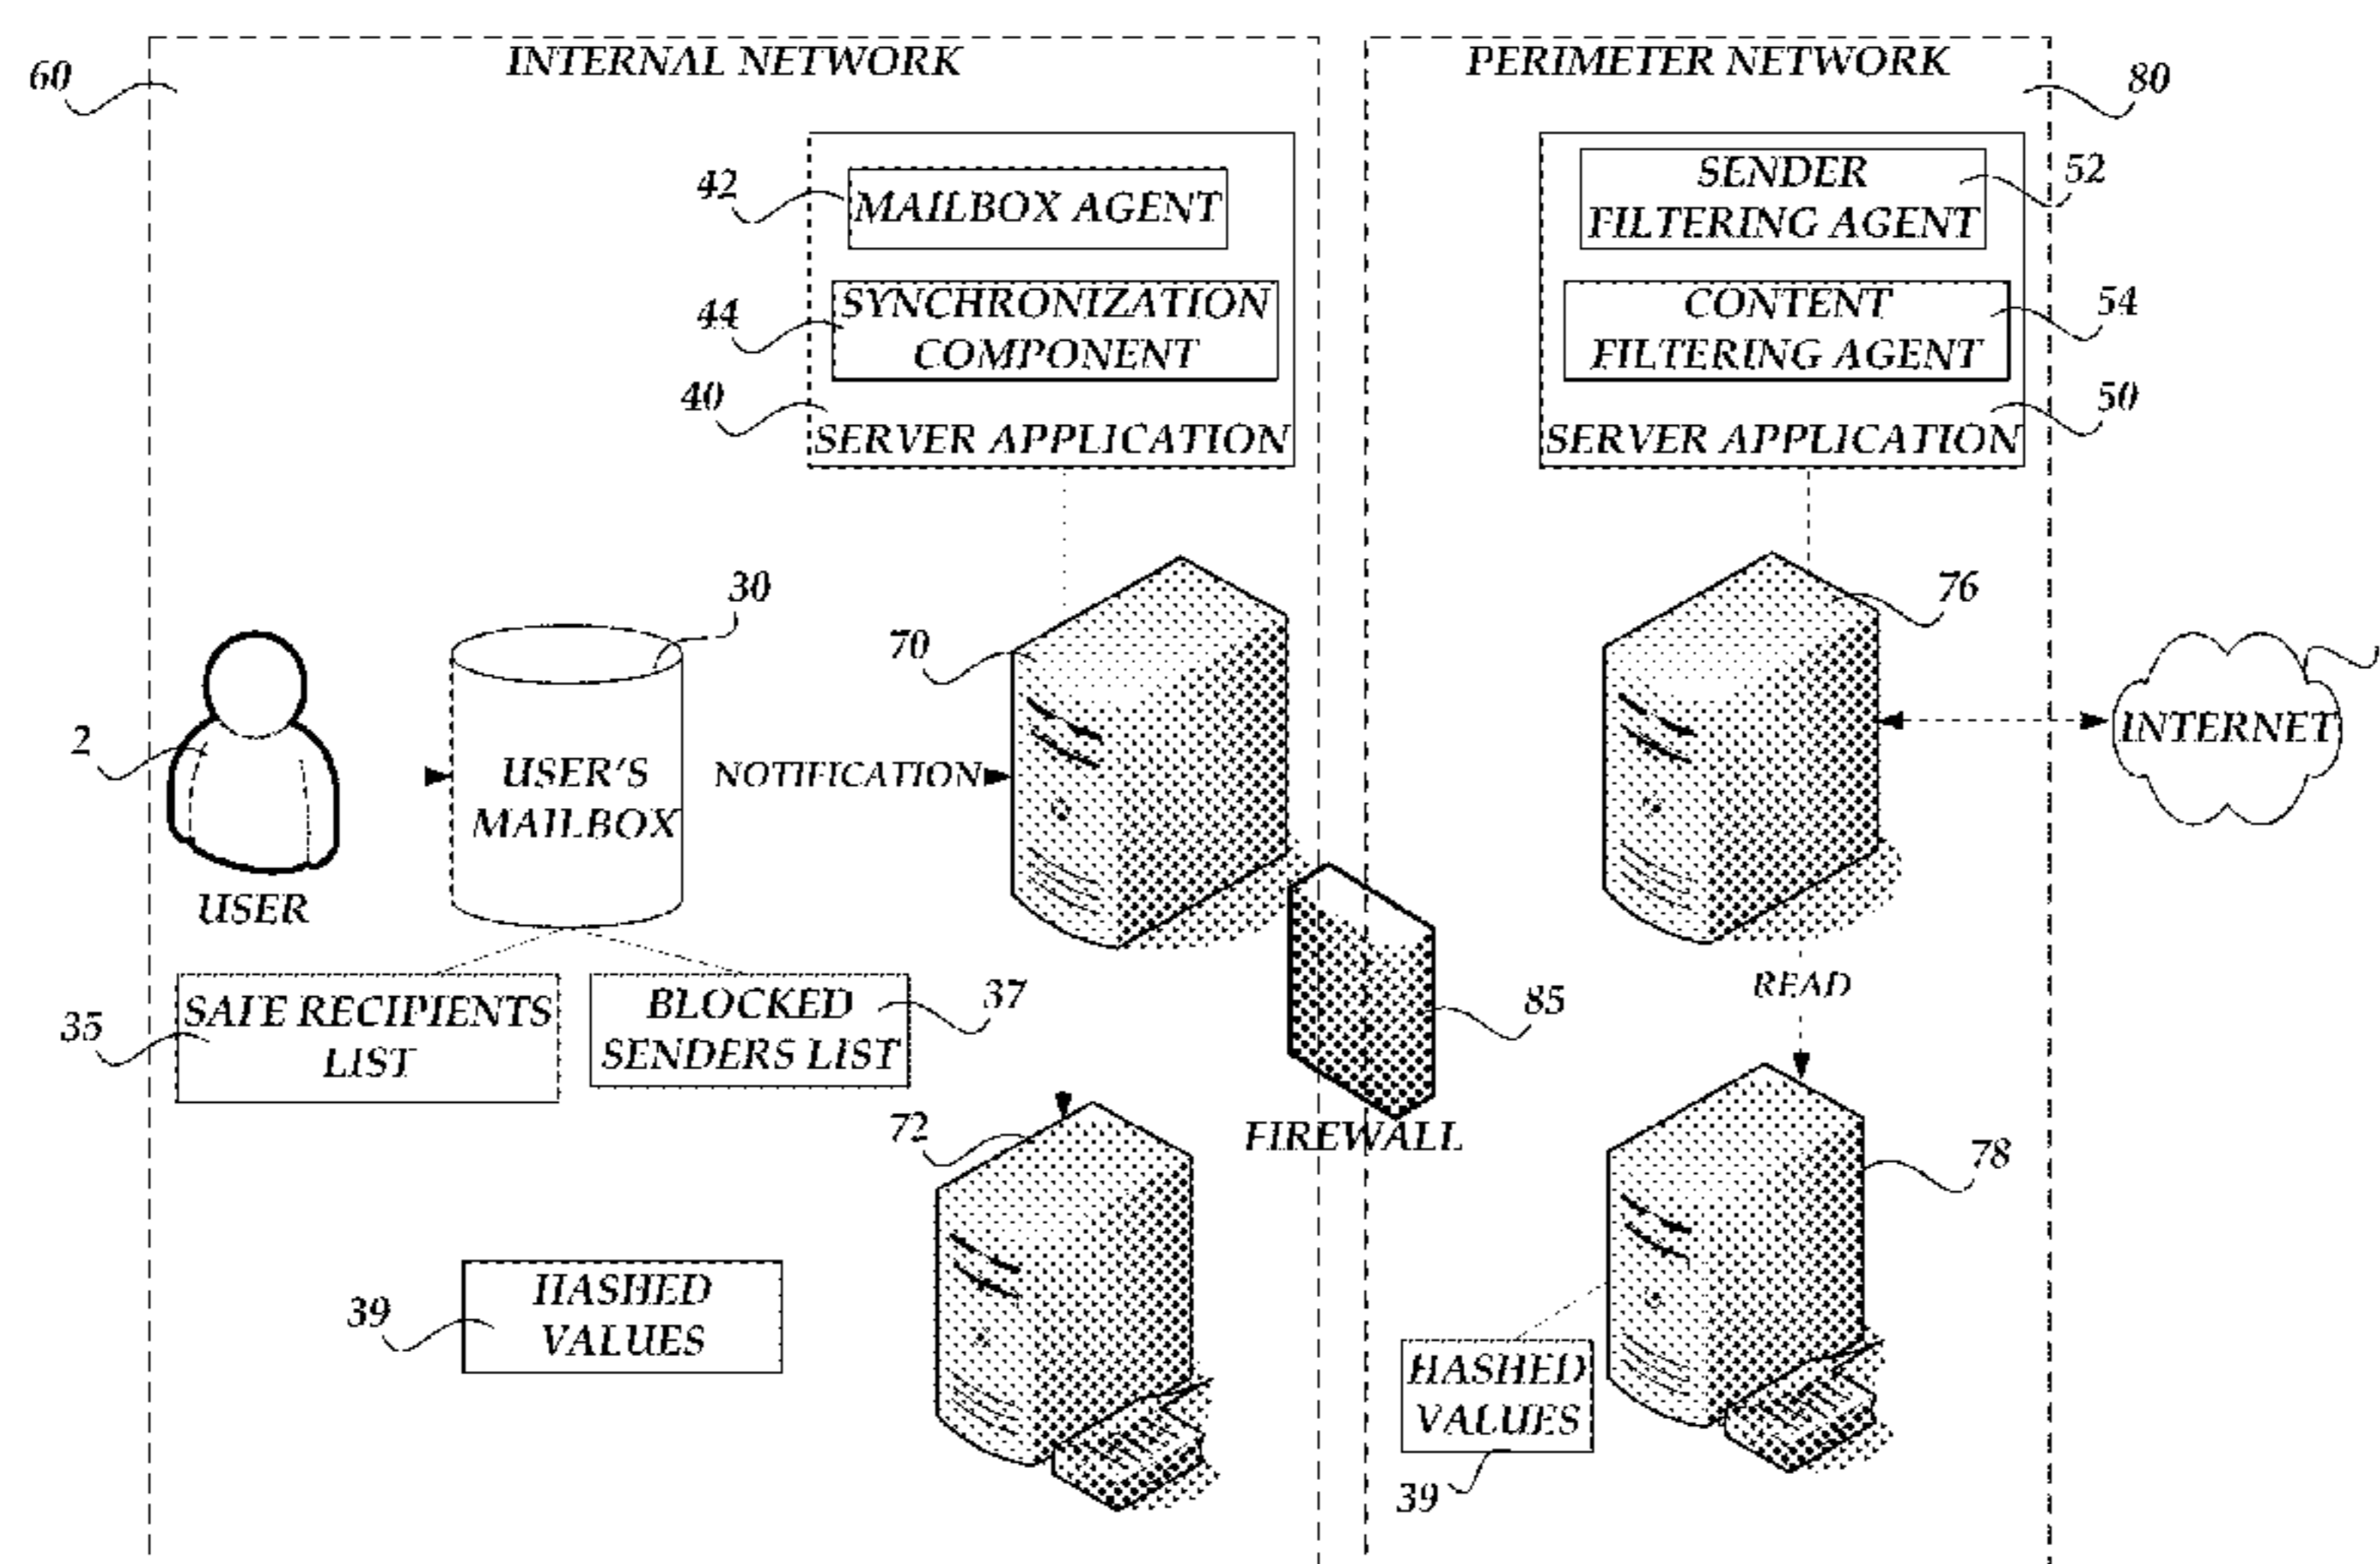 INTERNAL NETWORK
PERIMETER NETWORK
60
80
42
MAILBOX AGENT
SENDER
FILTERING AGENT
52
44
SYNCHRONIZATION
COMPONENT
CONTENT
FILTERING AGENT
54
40
SERVER APPLICATION
SERVER APPLICATION
50
30
70
76
2
USER'S
MAILBOX
NOTIFICATION
INTERNET
USER
35
SAFE RECIPIENTS
LIST
BLOCKED
SENDERS LIST
37
85
READ
72
FIREWALL
78
39
HASHED
VALUES
HASHED
VALUES
39